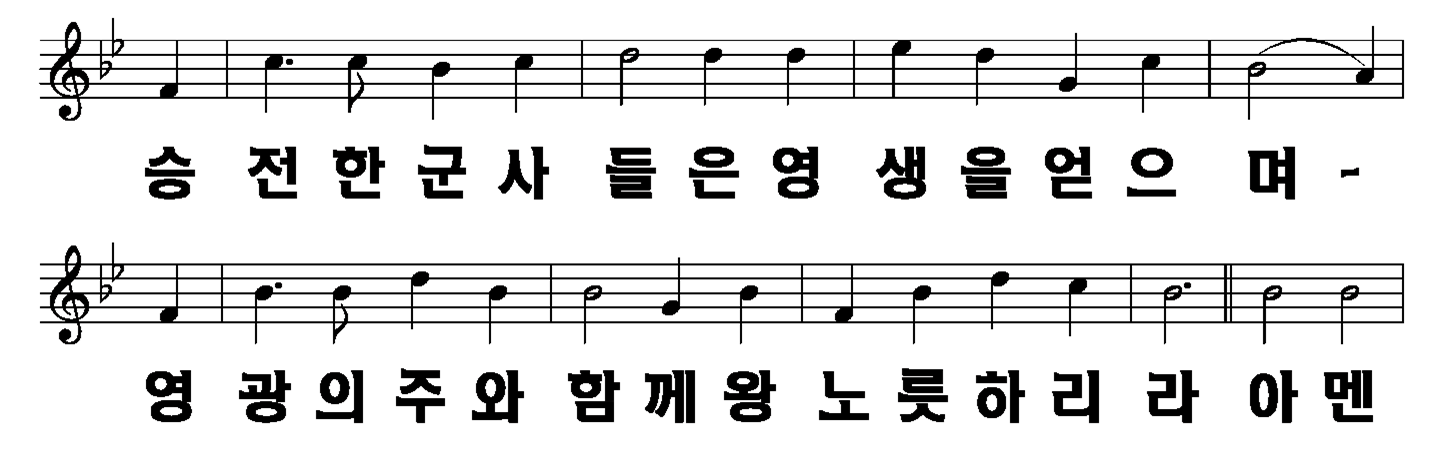 승 전 한 군 사 들 은 영 생 을 얻 으 며 -
영 광 의 주 와 함 께 왕 노 릇 하 리 라 아 멘